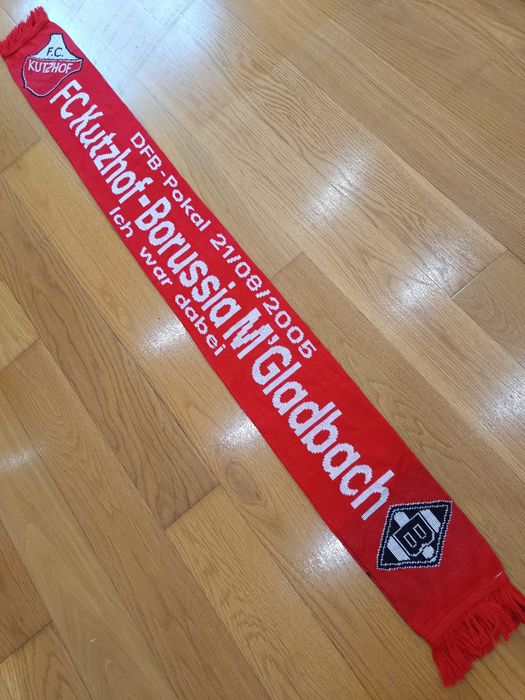 F.C.
KUTZHOF
DFB-Pokal 21/08/2005
FC Kutzhof-Borussia M'Gladbach
Ich war dabei
B